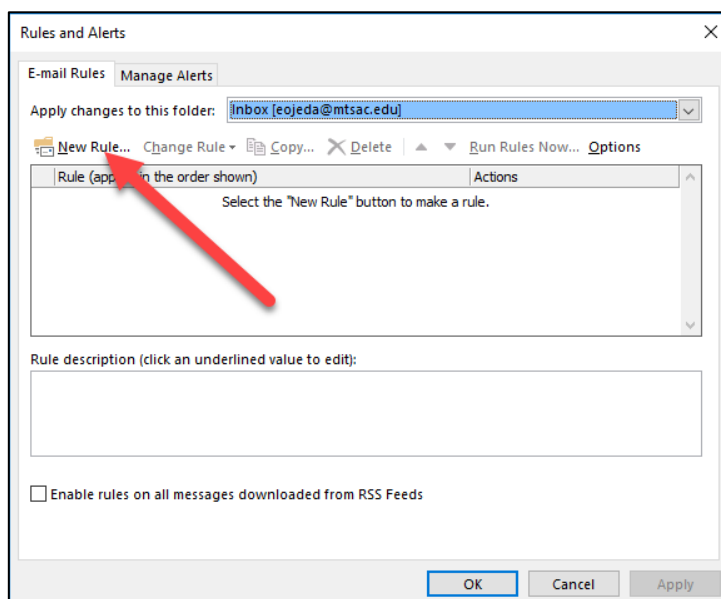 Rules and Alerts
E-mail Rules Manage Alerts
Apply changes to this folder: Inbox [eojeda@mtsac.edu]
New Rule... Change Rule Copy... Delete Run Rules Now... Options
Rule (app in the order shown) Actions
Select the "New Rule" button to make a rule.
Rule description (click an underlined value to edit):
Enable rules on all messages downloaded from RSS Feeds
OK Cancel Apply